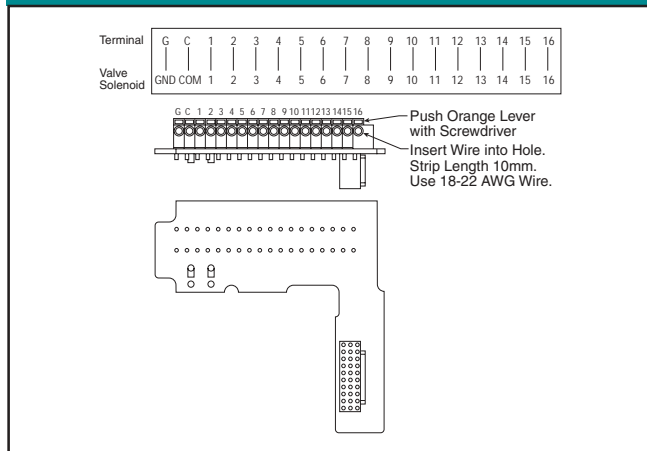 Terminal G C 1 2 3 4 5 6 7 8 9 10 11 12 13 14 15 16
Valve
Solenoid GND COM 1 2 3 4 5 6 7 8 9 10 11 12 13 14 15 16
G C 1 2 3 4 5 6 7 8 9 10 11 12 13 14 15 16
Push Orange Lever
with Screwdriver
Insert Wire into Hole.
Strip Length 10mm.
Use 18-22 AWG Wire.